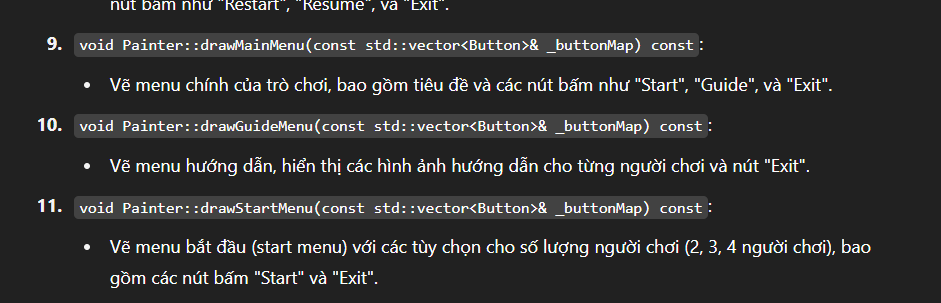 nút bấm như "Restart", "Resume", và "Exit".
9. void Painter::drawMainMenu(const std::vector<Button>& _buttonMap) const:
• Vẽ menu chính của trò chơi, bao gồm tiêu đề và các nút bấm như "Start", "Guide", và "Exit".
10. void Painter::drawGuideMenu(const std::vector<Button>& _buttonMap) const:
• Vẽ menu hướng dẫn, hiển thị các hình ảnh hướng dẫn cho từng người chơi và nút "Exit".
11. void Painter::drawStartMenu(const std::vector<Button>& _buttonMap) const:
• Vẽ menu bắt đầu (start menu) với các tùy chọn cho số lượng người chơi (2, 3, 4 người chơi), bao
gồm các nút bấm "Start" và "Exit".